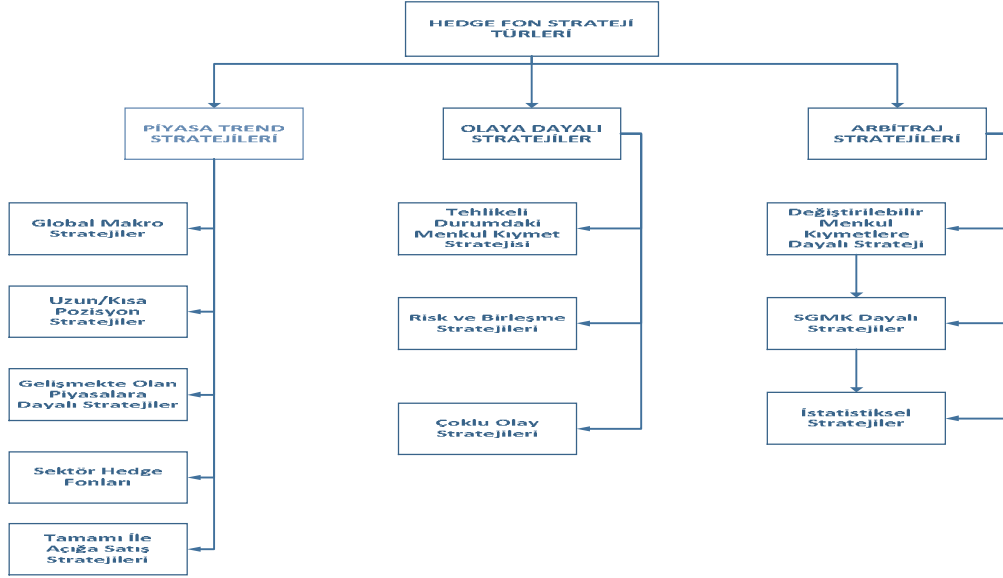 HEDGE FON STRATEJİ
TÜRLERİ
PİYASA TREND
STRATEJİLERİ
Global Makro
Stratejiler
Uzun/Kısa
Pozisyon
Stratejiler
Gelişmekte Olan
Piyasalara
Dayalı Stratejiler
Sektör Hedge
Fonları
Tamamı İle
Açığa Satış
Stratejileri
OLAYA DAYALI
STRATEJİLER
Tehlikeli
Durumdaki
Menkul Kıymet
Stratejisi
Risk ve Birleşme
Stratejileri
Çoklu Olay
Stratejileri
ARBİTRAJ
STRATEJİLERİ
Değiştirilebilir
Menkul
Kıymetlere
Dayalı Strateji
SGMK Dayalı
Stratejiler
İstatistiksel
Stratejiler